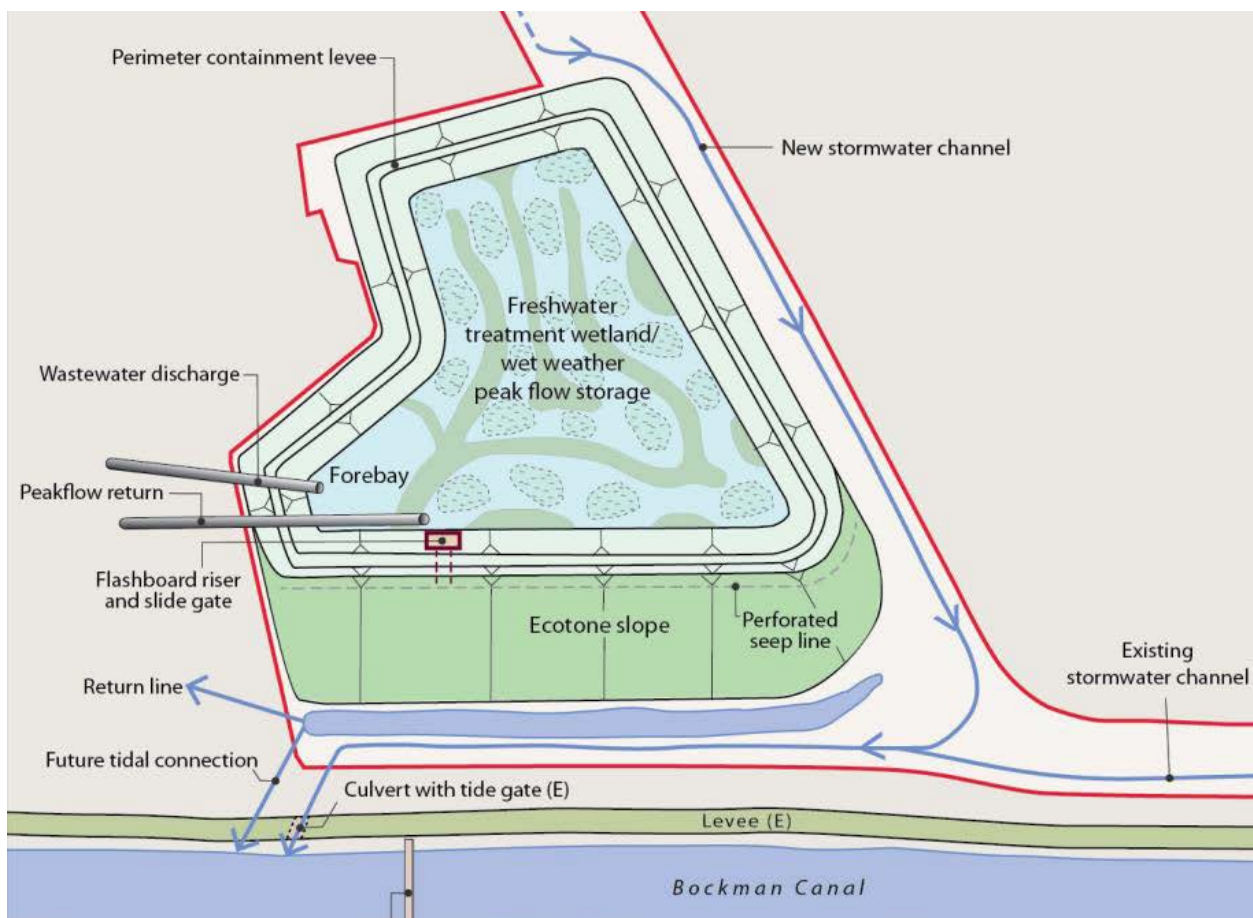 Perimeter containment levee
New stormwater channel
Freshwater
treatment wetland/
wet weather
peak flow storage
Wastewater discharge
Forebay
Peakflow return
Flashboard riser
and slide gate
Ecotone slope
Perforated
seep line
Existing
stormwater channel
Return line
Future tidal connection
Culvert with tide gate (E)
Levee (E)
Bockman Canal